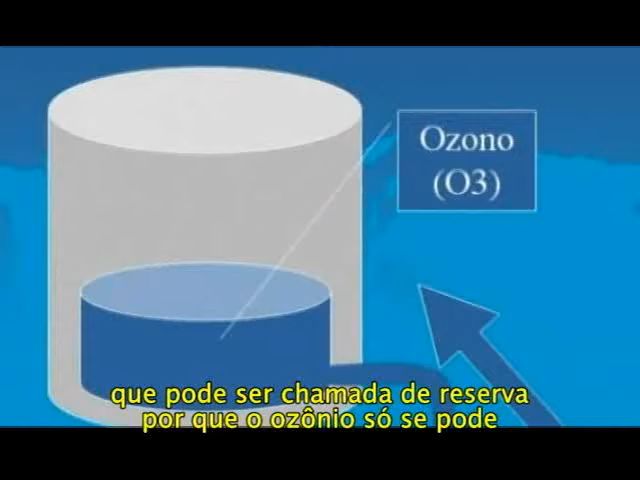 Ozono
(O3)
que pode ser chamada de reserva
por que o ozônio só se pode